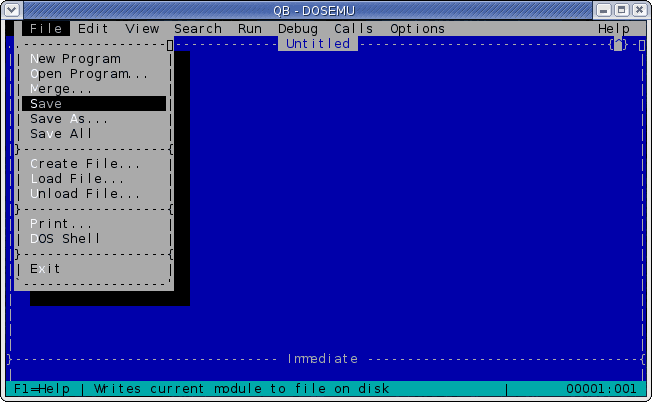 QB - DOSEMU
File Edit View Search Run Debug Calls Options Help
Untitled
New Program
Open Program...
Merge...
Save
Save As...
Save All
Create File...
Load File...
Unload File...
Print...
DOS Shell
Exit
Immediate
F1=Help | Writes current module to file on disk | 00001:001